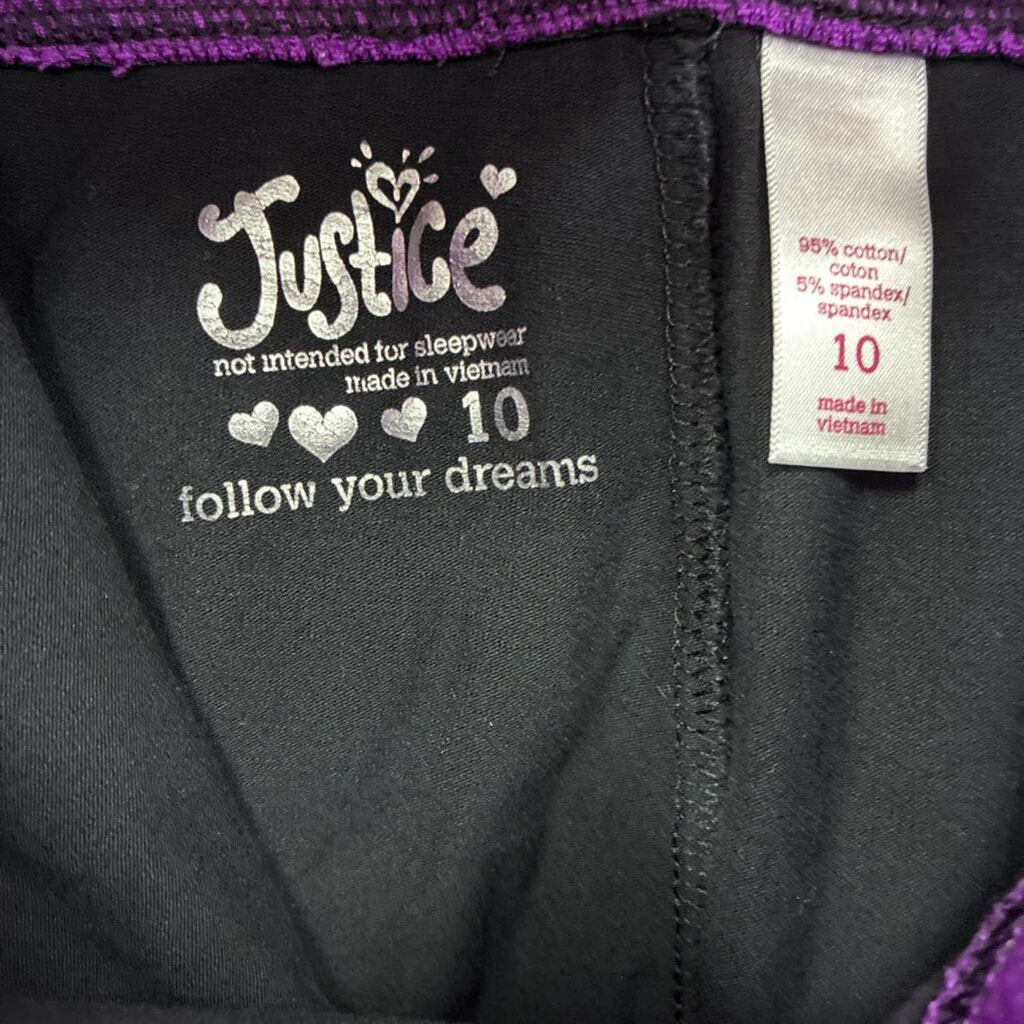 Justice
not intended for sleepwear
made in vietnam
10
follow your dreams
95% cotton/
coton
5% spandex/
spandex
10
made in
vietnam